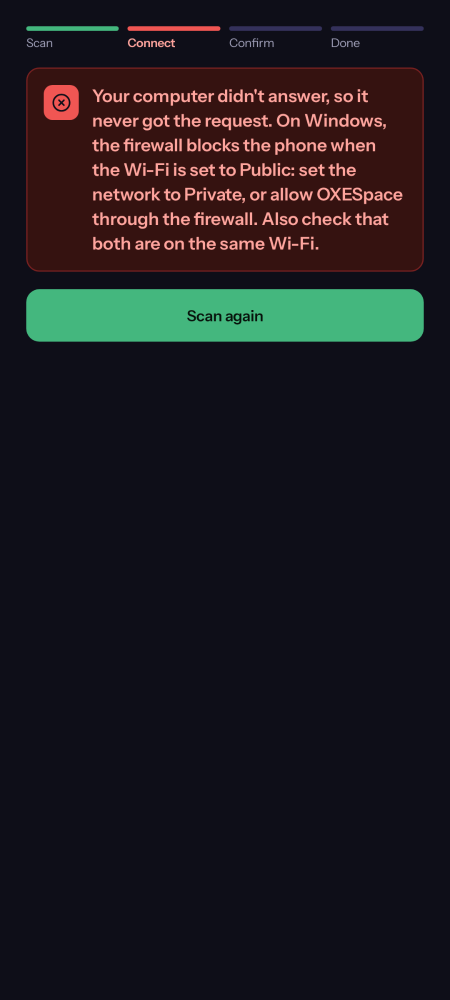 Scan
Connect
Confirm
Done
Your computer didn't answer, so it
never got the request. On Windows,
the firewall blocks the phone when
the Wi-Fi is set to Public: set the
network to Private, or allow OXESpace
through the firewall. Also check that
both are on the same Wi-Fi.
Scan again